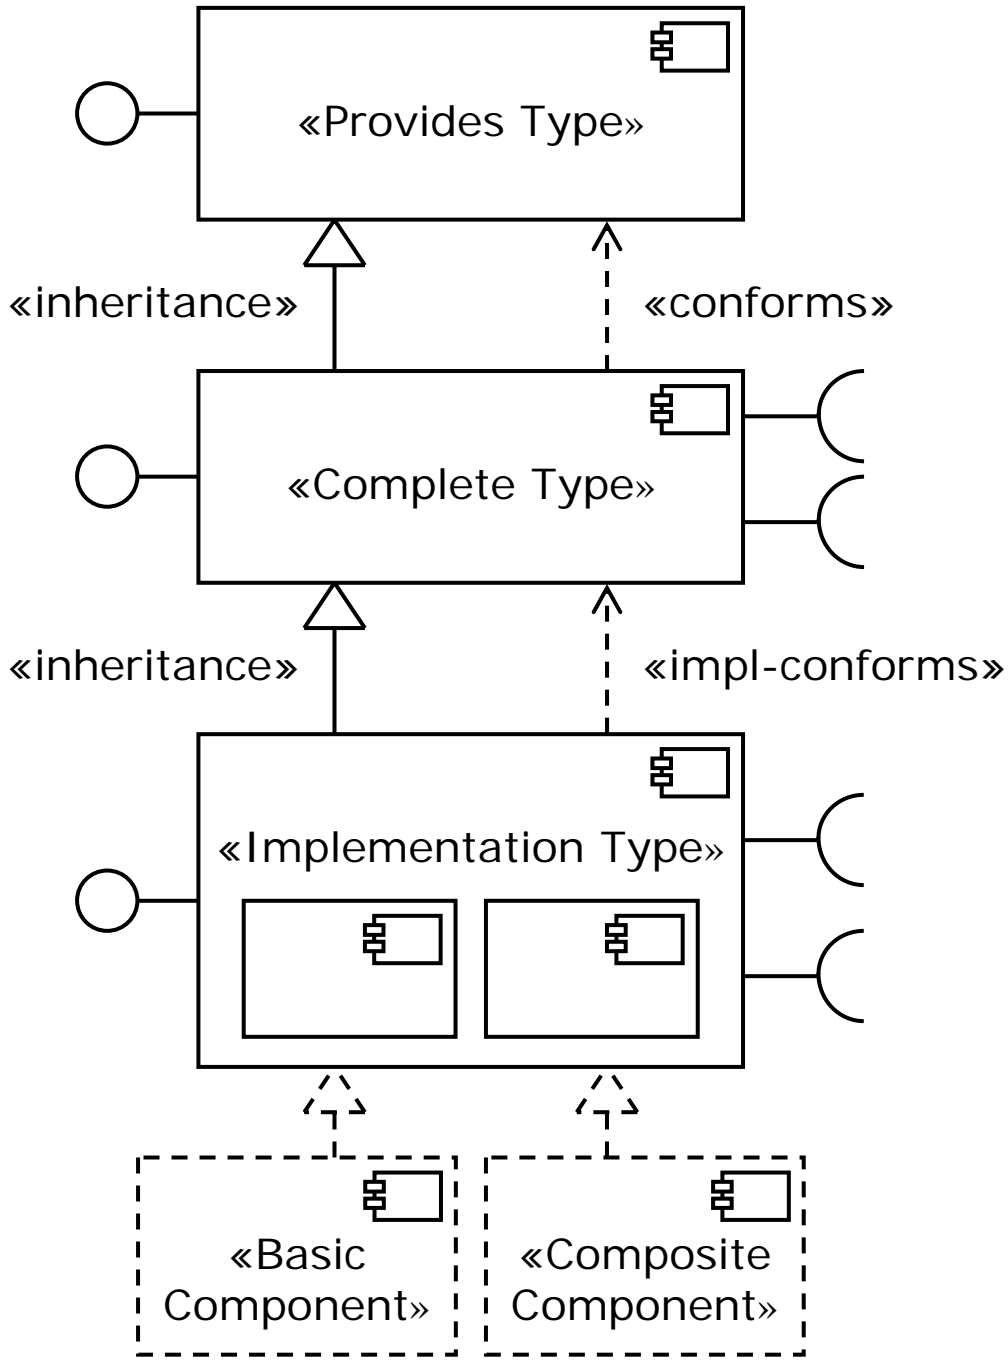 «Provides Type»
«inheritance»
«conforms»
«Complete Type»
«inheritance»
«impl-conforms»
«Implementation Type»
«Basic
Component»
«Composite
Component»